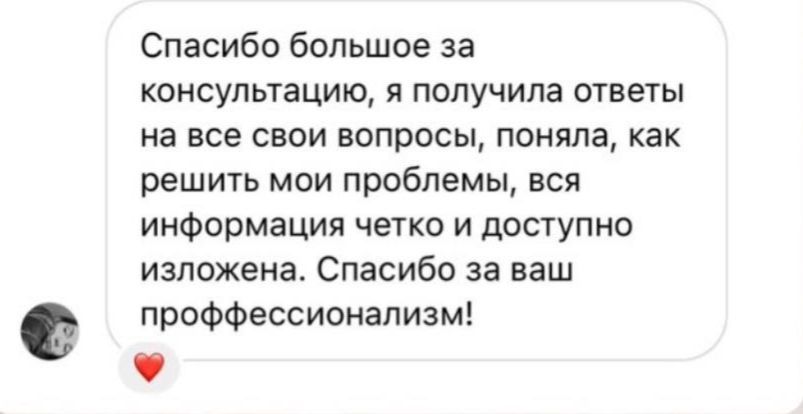 Спасибо большое за
консультацию, я получила ответы
на все свои вопросы, поняла, как
решить мои проблемы, вся
информация четко и доступно
изложена. Спасибо за ваш
проффессионализм!